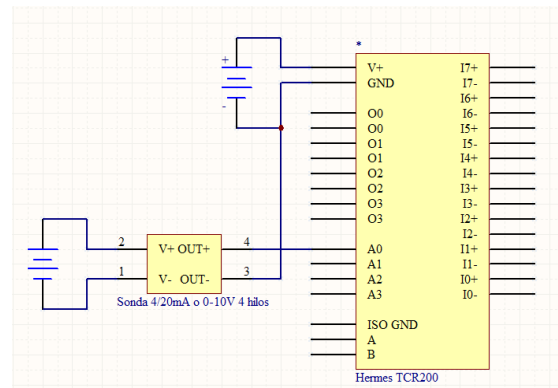 *
+
-
V+
GND
O0
O0
O1
O1
O2
O2
O3
O3
A0
A1
A2
A3
ISO GND
A
B
I7+
I7-
I6+
I6-
I5+
I5-
I4+
I4-
I3+
I3-
I2+
I2-
I1+
I1-
I0+
I0-
Hermes TCR200
2
1
V+ OUT+
V- OUT-
4
3
Sonda 4/20mA o 0-10V 4 hilos